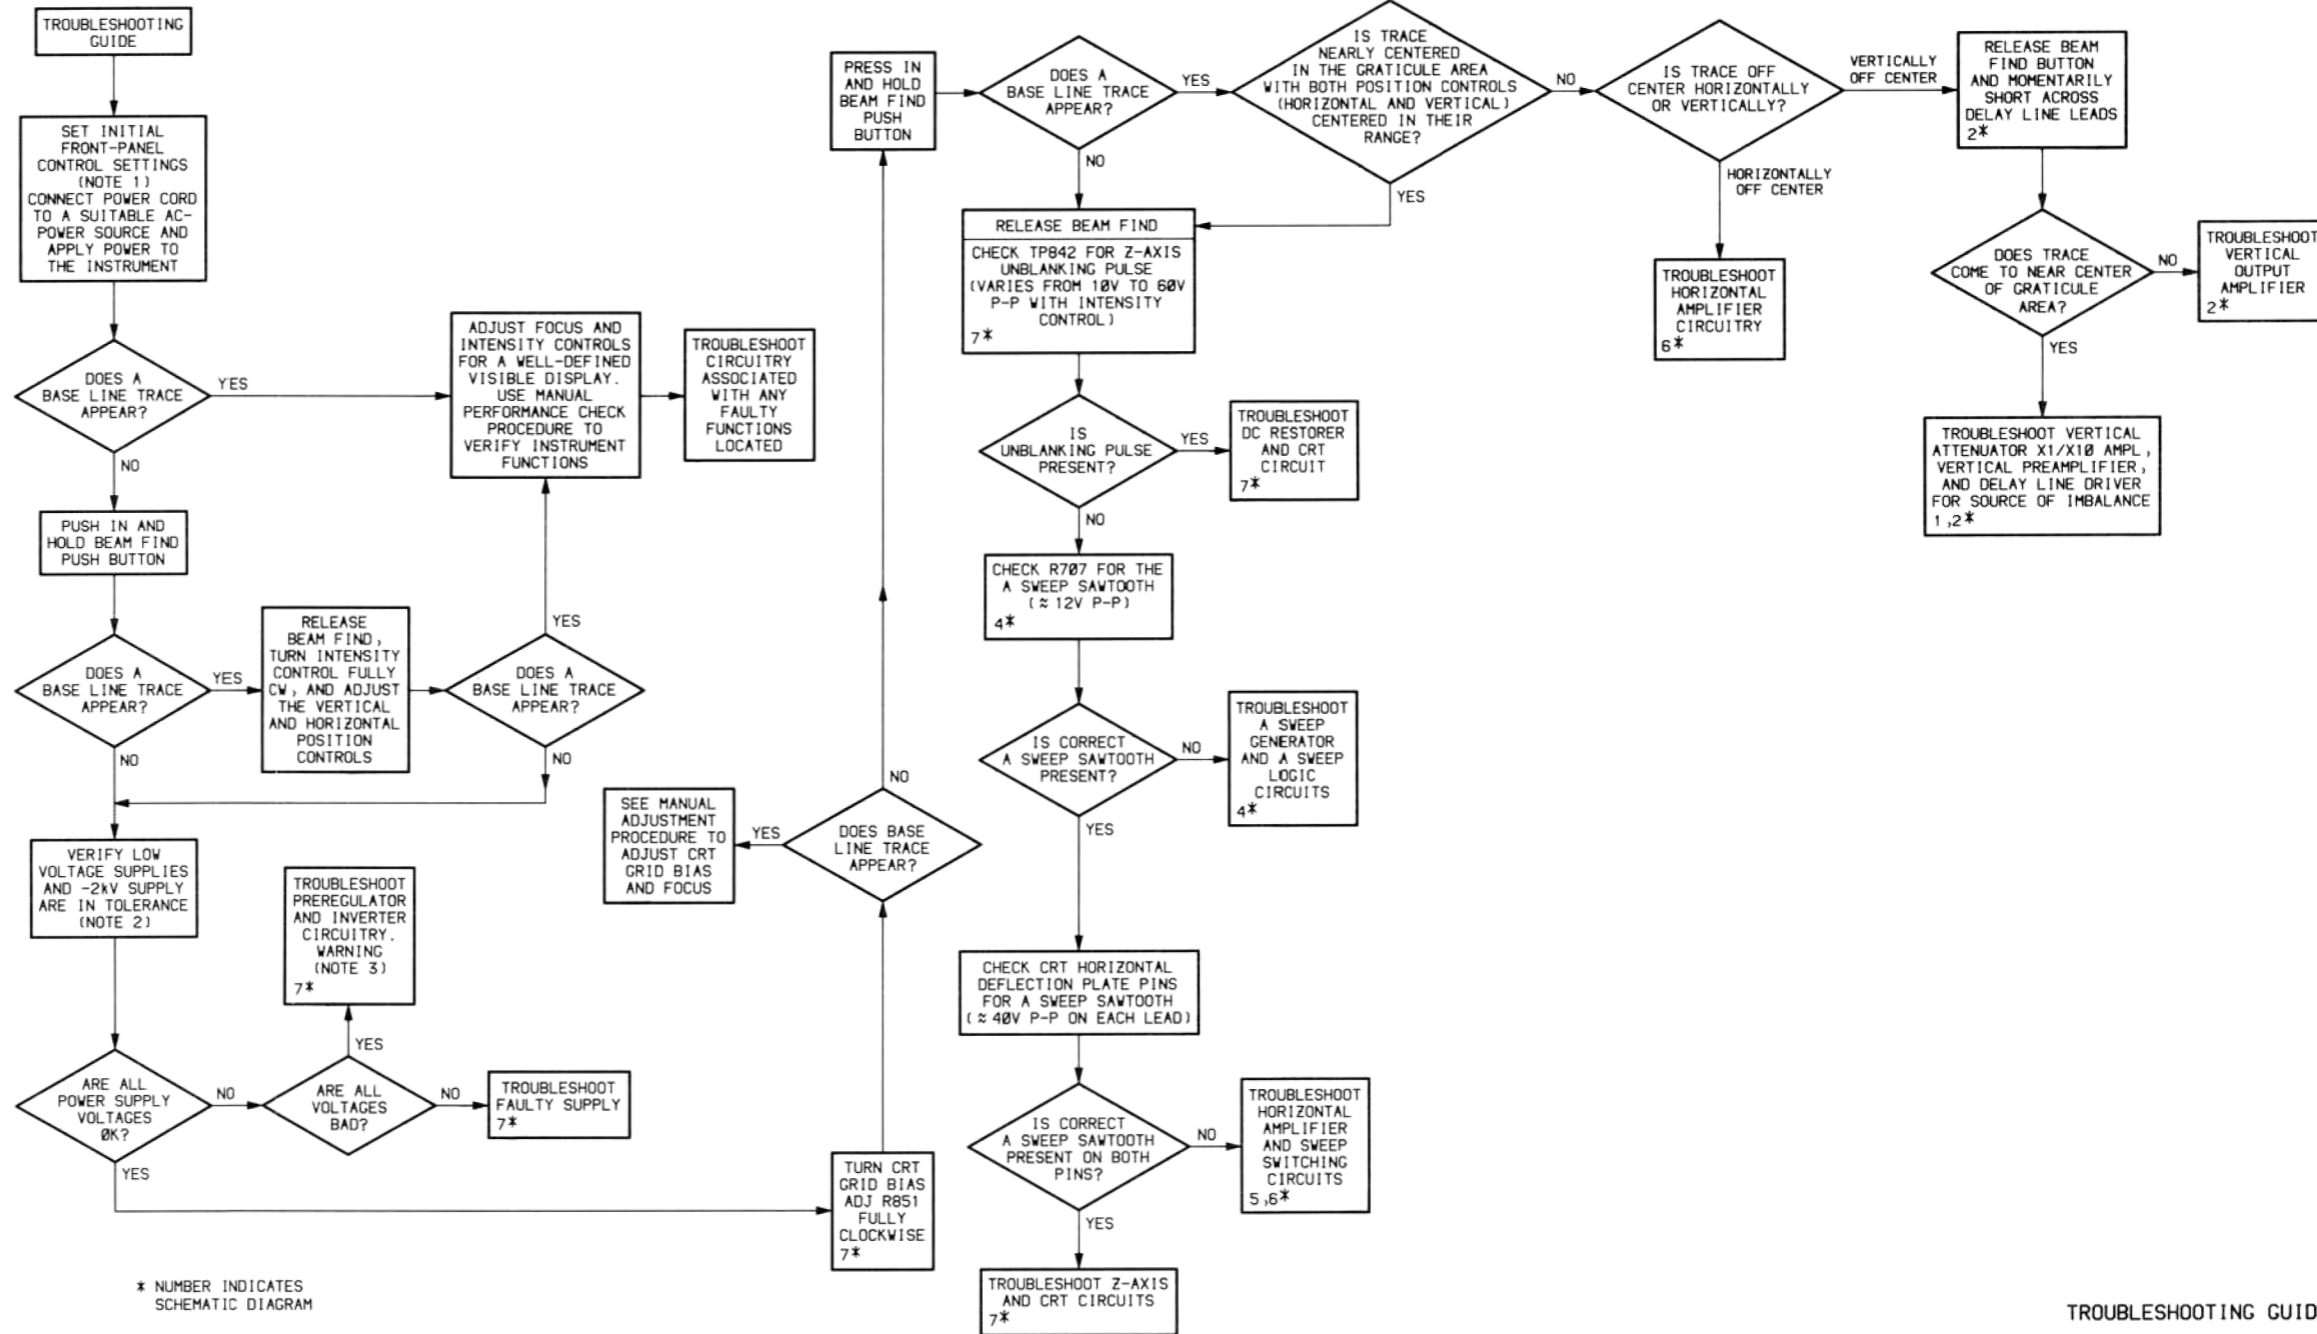 TROUBLESHOOTING
GUIDE
SET INITIAL
FRONT-PANEL
CONTROL SETTINGS
(NOTE 1)
CONNECT POWER CORD
TO A SUITABLE AC-
POWER SOURCE AND
APPLY POWER TO
THE INSTRUMENT
DOES A
BASE LINE TRACE
APPEAR?
YES
NO
ADJUST FOCUS AND
INTENSITY CONTROLS
FOR A WELL-DEFINED
VISIBLE DISPLAY.
USE MANUAL
PERFORMANCE CHECK
PROCEDURE TO
VERIFY INSTRUMENT
FUNCTIONS
TROUBLESHOOT
CIRCUITRY
ASSOCIATED
WITH ANY
FAULTY
FUNCTIONS
LOCATED
PUSH IN AND
HOLD BEAM FIND
PUSH BUTTON
DOES A
BASE LINE TRACE
APPEAR?
YES
NO
RELEASE
BEAM FIND,
TURN INTENSITY
CONTROL FULLY
CW, AND ADJUST
THE VERTICAL
AND HORIZONTAL
POSITION
CONTROLS
YES
DOES A
BASE LINE TRACE
APPEAR?
NO
VERIFY LOW
VOLTAGE SUPPLIES
AND -2kV SUPPLY
ARE IN TOLERANCE
(NOTE 2)
TROUBLESHOOT
PREREGULATOR
AND INVERTER
CIRCUITRY.
WARNING
(NOTE 3)
7*
YES
ARE ALL
POWER SUPPLY
VOLTAGES
ØK?
NO
YES
ARE ALL
VOLTAGES
BAD?
NO
TROUBLESHOOT
FAULTY SUPPLY
7*
TURN CRT
GRID BIAS
ADJ R851
FULLY
CLOCKWISE
7*
DOES BASE
LINE TRACE
APPEAR?
YES
NO
SEE MANUAL
ADJUSTMENT
PROCEDURE TO
ADJUST CRT
GRID BIAS
AND FOCUS
PRESS IN
AND HOLD
BEAM FIND
PUSH
BUTTON
DOES A
BASE LINE TRACE
APPEAR?
YES
NO
IS TRACE
NEARLY CENTERED
IN THE GRATICULE AREA
WITH BOTH POSITION CONTROLS
(HORIZONTAL AND VERTICAL)
CENTERED IN THEIR
RANGE?
NO
YES
IS TRACE OFF
CENTER HORIZONTALLY
OR VERTICALLY?
VERTICALLY
OFF CENTER
HORIZONTALLY
OFF CENTER
RELEASE BEAM
FIND BUTTON
AND MOMENTARILY
SHORT ACROSS
DELAY LINE LEADS
2*
TROUBLESHOOT
HORIZONTAL
AMPLIFIER
CIRCUITRY
6*
DOES TRACE
COME TO NEAR CENTER
OF GRATICULE
AREA?
NO
YES
TROUBLESHOOT
VERTICAL
OUTPUT
AMPLIFIER
2*
TROUBLESHOOT VERTICAL
ATTENUATOR X1/X1Ø AMPL,
VERTICAL PREAMPLIFIER,
AND DELAY LINE DRIVER
FOR SOURCE OF IMBALANCE
1,2*
RELEASE BEAM FIND
CHECK TP842 FOR Z-AXIS
UNBLANKING PULSE
(VARIES FROM 1ØV TO 6ØV
P-P WITH INTENSITY
CONTROL)
7*
IS
UNBLANKING PULSE
PRESENT?
YES
NO
TROUBLESHOOT
DC RESTORER
AND CRT
CIRCUIT
7*
CHECK R7Ø7 FOR THE
A SWEEP SAWTOOTH
(≈12V P-P)
4*
IS CORRECT
A SWEEP SAWTOOTH
PRESENT?
NO
YES
TROUBLESHOOT
A SWEEP
GENERATOR
AND A SWEEP
LOGIC
CIRCUITS
4*
CHECK CRT HORIZONTAL
DEFLECTION PLATE PINS
FOR A SWEEP SAWTOOTH
(≈4ØV P-P ON EACH LEAD)
IS CORRECT
A SWEEP SAWTOOTH
PRESENT ON BOTH
PINS?
NO
YES
TROUBLESHOOT
HORIZONTAL
AMPLIFIER
AND SWEEP
SWITCHING
CIRCUITS
5,6*
TROUBLESHOOT Z-AXIS
AND CRT CIRCUITS
7*
* NUMBER INDICATES
SCHEMATIC DIAGRAM
TROUBLESHOOTING GUID